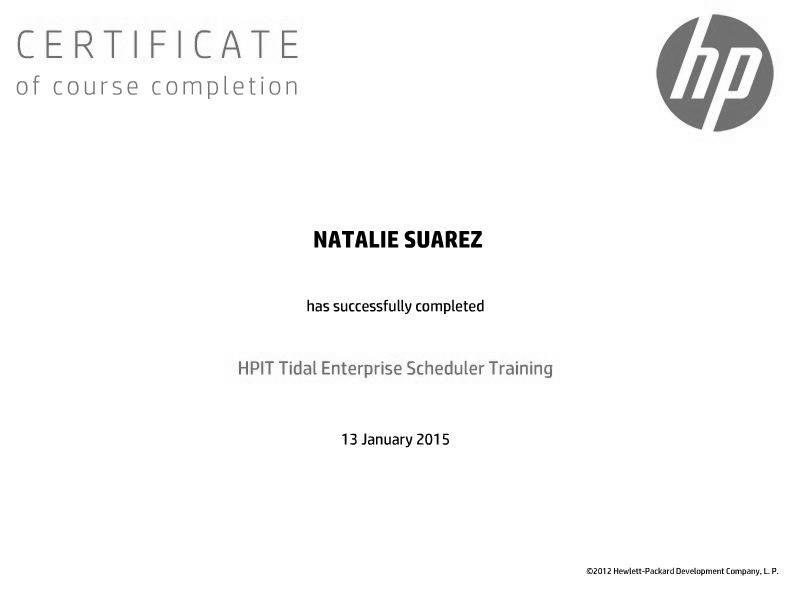 CERTIFICATE
of course completion
hp
NATALIE SUAREZ
has successfully completed
HPIT Tidal Enterprise Scheduler Training
13 January 2015
©2012 Hewlett-Packard Development Company, L. P.